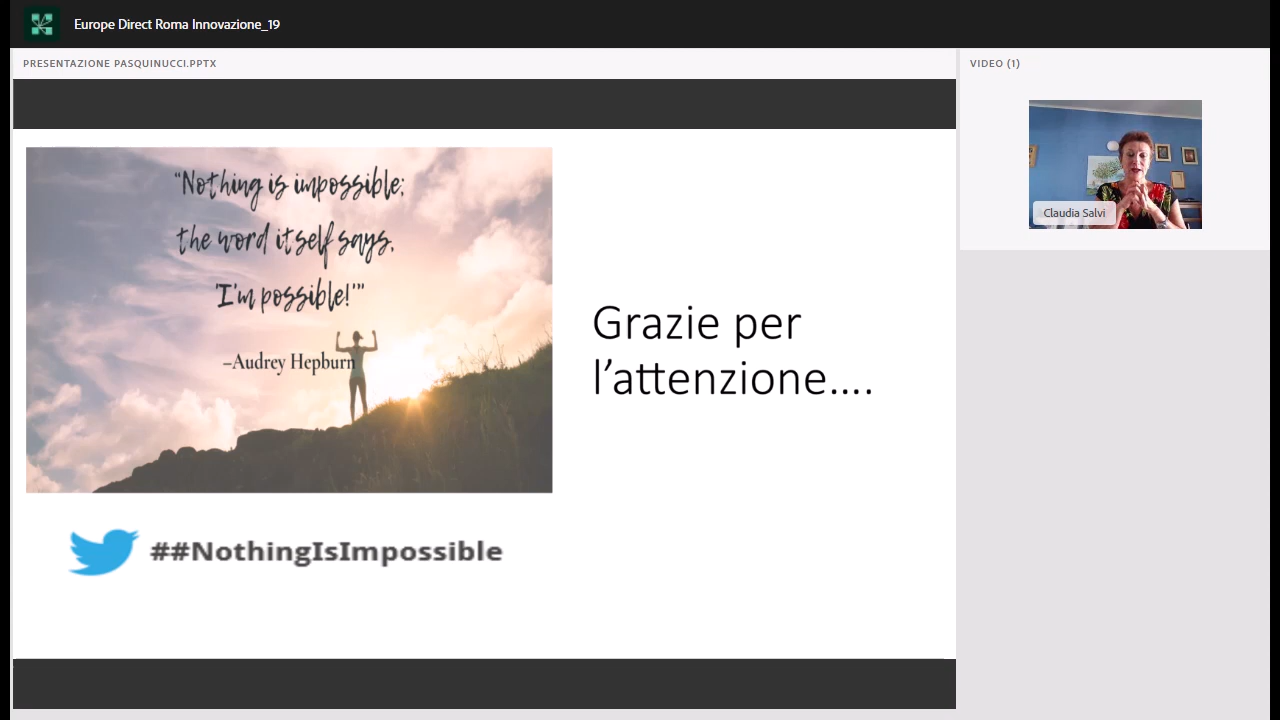 Europe Direct Roma Innovazione_19
PRESENTAZIONE PASQUINUCCI.PPTX
VIDEO (1)
“Nothing is impossible;
the word itself says,
'I'm possible!'”
–Audrey Hepburn
Grazie per
l’attenzione....
##NothingIsImpossible
Claudia Salvi